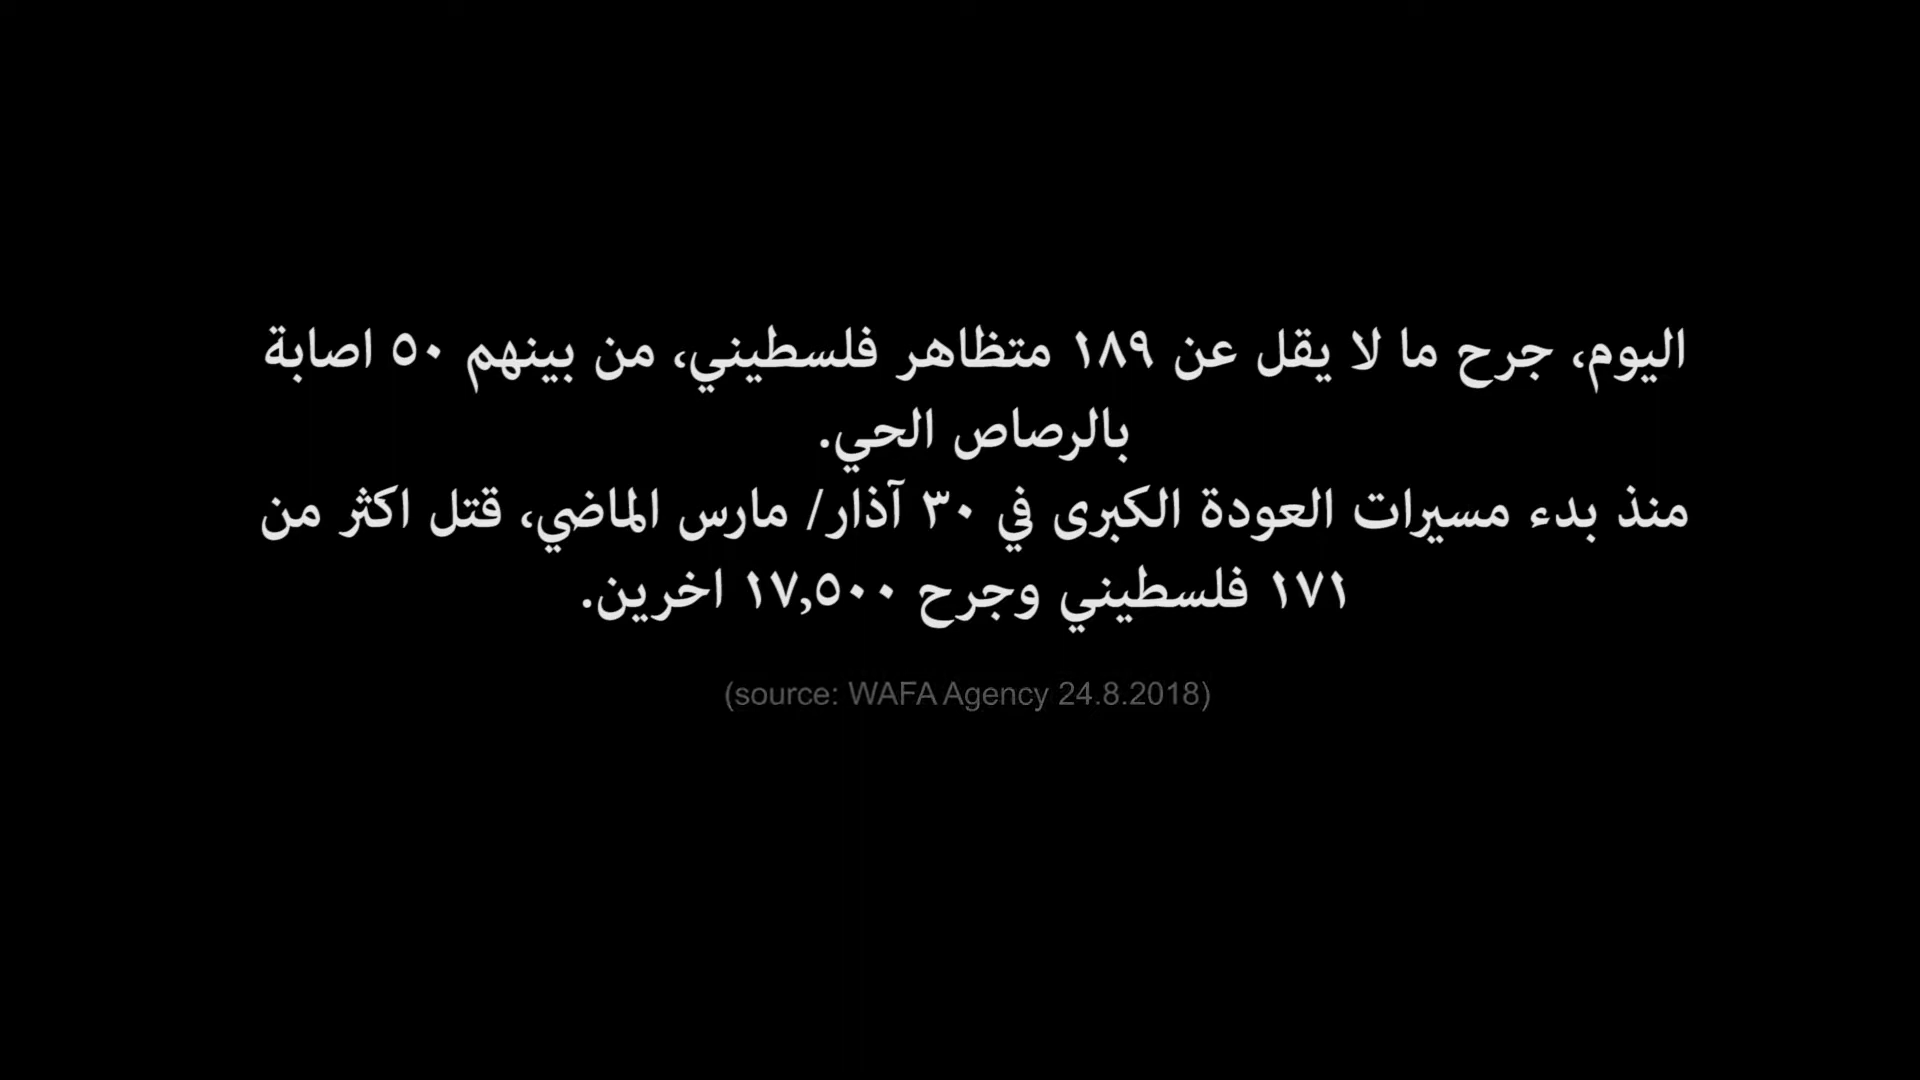 اليوم، جرح ما لا يقل عن ١٨٩ متظاهر فلسطيني، من بينهم ٥٠ اصابة
بالرصاص الحي.
منذ بدء مسيرات العودة الكبرى في ٣٠ آذار/ مارس الماضي، قتل اكثر من
١٧١ فلسطيني وجرح ١٧,٥٠٠ اخرين.
(source: WAFA Agency 24.8.2018)